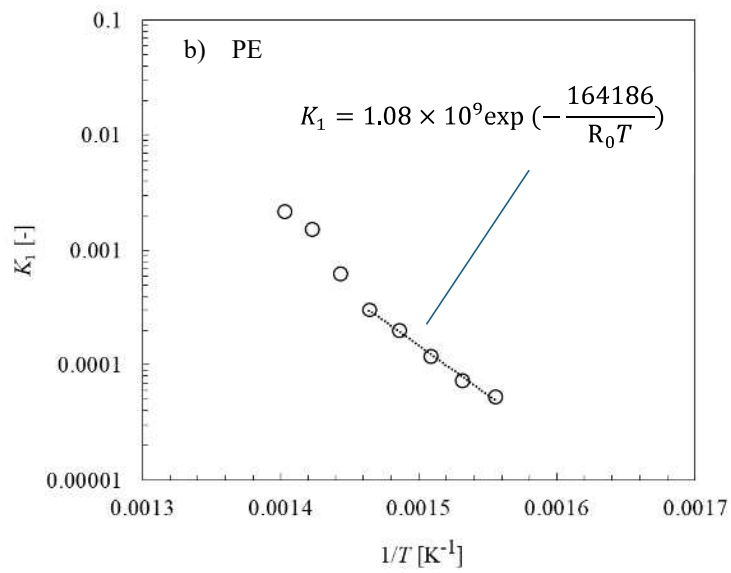 0.1
b) PE
K₁ = 1.08 × 10⁹exp (−164186/R₀T)
0.01
0.001
K₁ [-]
0.0001
0.00001
0.0013 0.0014 0.0015 0.0016 0.0017
1/T [K⁻¹]